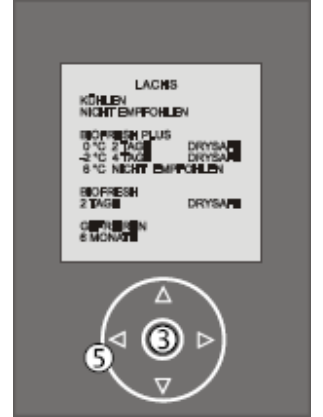 LACHS
KÜHLEN
NICHT EMPFOHLEN
BIOFRESH PLUS
0 °C 2 TAGE DRYSAFE
-2 °C 4 TAGE DRYSAFE
6 °C NICHT EMPFOHLEN
BIOFRESH
2 TAGE DRYSAFE
GEFRIEREN
6 MONATE
3
5